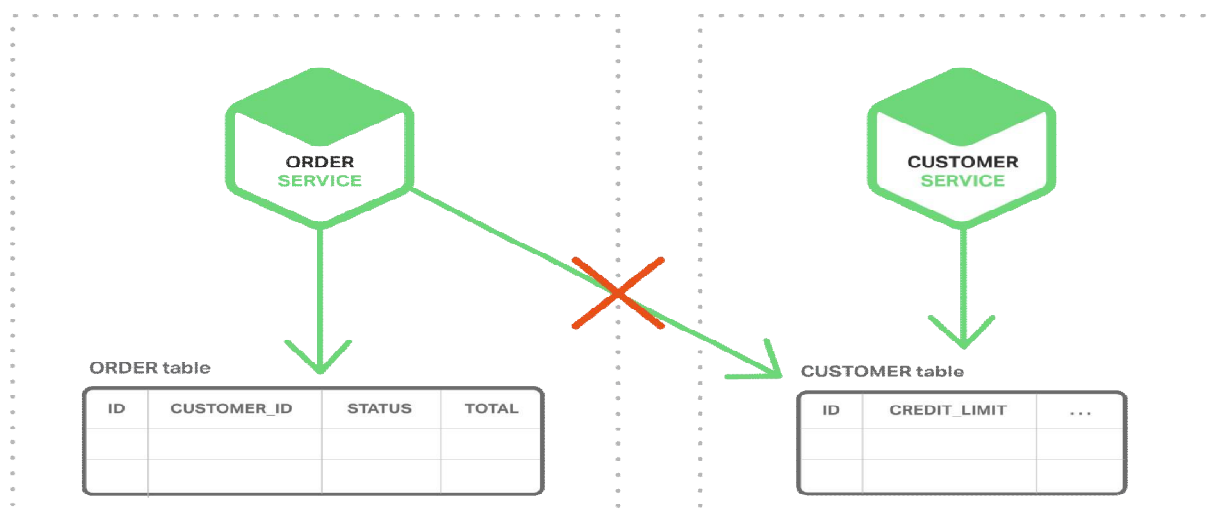 ORDER
SERVICE
CUSTOMER
SERVICE
ORDER table
ID CUSTOMER_ID STATUS TOTAL
CUSTOMER table
ID CREDIT_LIMIT ...